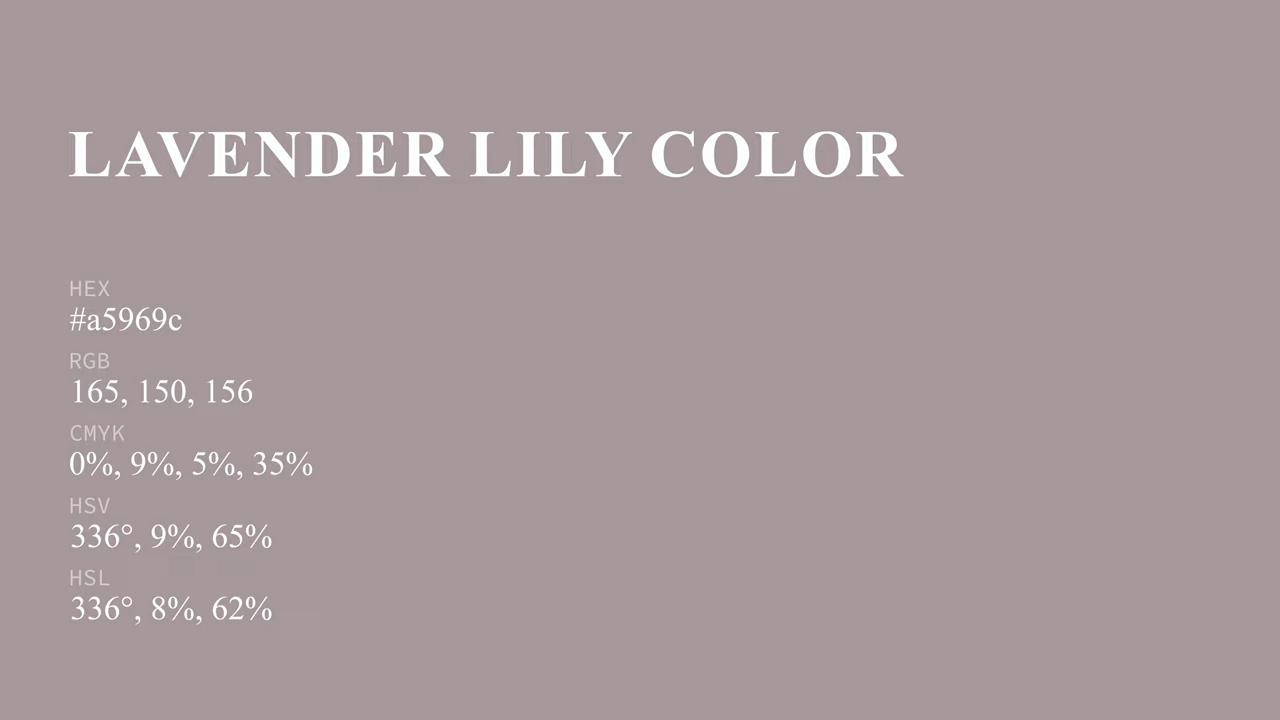 LAVENDER LILY COLOR
HEX
#a5969c
RGB
165, 150, 156
CMYK
0%, 9%, 5%, 35%
HSV
336°, 9%, 65%
HSL
336°, 8%, 62%